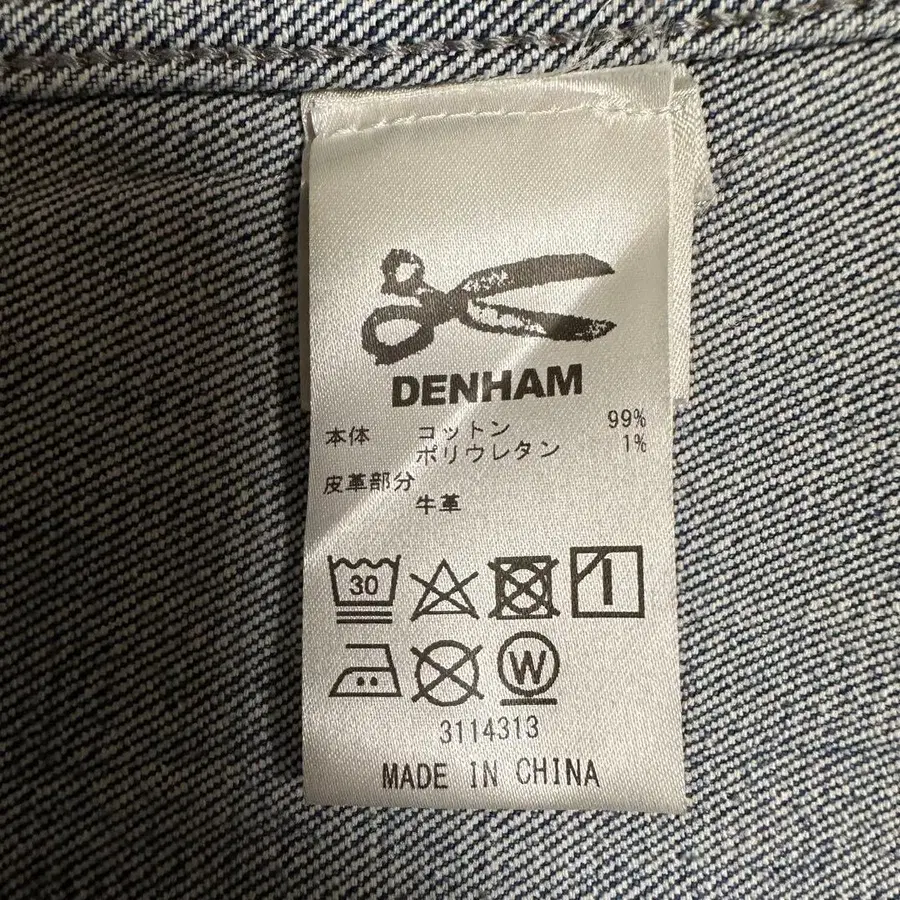 DENHAM
本体 コットン 99%
ポリウレタン 1%
皮革部分
牛革
30
W
3114313
MADE IN CHINA